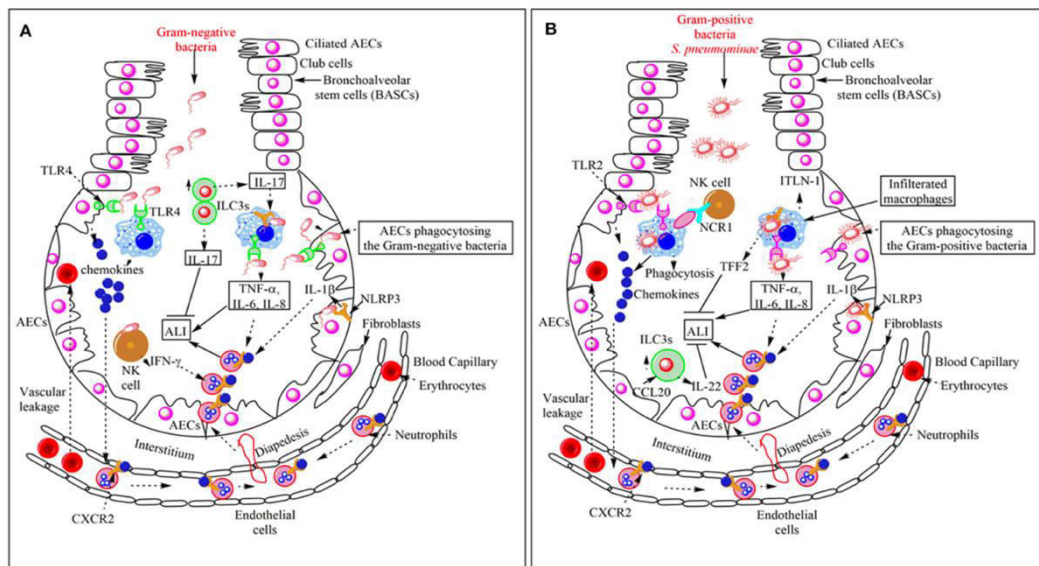 A
Gram-negative
bacteria
Ciliated AECs
Club cells
Bronchoalveolar
stem cells (BASCs)
TLR4
IL-17
ILC3s
TLR4
AECs phagocytosing
the Gram-negative bacteria
chemokines
IL-17
TNF-α,
IL-6, IL-8
IL-1β
NLRP3
AECs
ALI
Fibroblasts
IFN-γ
NK
cell
Blood Capillary
Erythrocytes
Vascular
leakage
AECs
Neutrophils
Interstitium
Diapedesis
CXCR2
Endothelial
cells
B
Gram-positive
bacteria
S. pneumominae
Ciliated AECs
Club cells
Bronchoalveolar
stem cells (BASCs)
TLR2
NK cell
ITLN-1
Infilterated
macrophages
NCR1
AECs phagocytosing
the Gram-positive bacteria
Phagocytosis
TFF2
Chemokines
TNF-α,
IL-6, IL-8
IL-1β
NLRP3
AECs
ALI
Fibroblasts
ILC3s
CCL20
IL-22
Blood Capillary
Erythrocytes
Vascular
leakage
AECs
Neutrophils
Interstitium
Diapedesis
CXCR2
Endothelial
cells